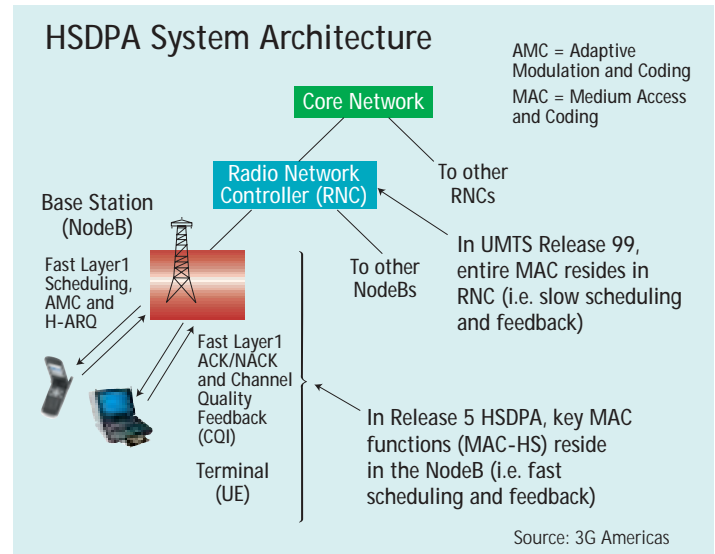 HSDPA System Architecture
AMC = Adaptive
Modulation and Coding
MAC = Medium Access
and Coding
Core Network
Radio Network
Controller (RNC)
To other
RNCs
Base Station
(NodeB)
To other
NodeBs
In UMTS Release 99,
entire MAC resides in
RNC (i.e. slow scheduling
and feedback)
Fast Layer1
Scheduling,
AMC and
H-ARQ
Fast Layer1
ACK/NACK
and Channel
Quality
Feedback
(CQI)
Terminal
(UE)
In Release 5 HSDPA, key MAC
functions (MAC-HS) reside
in the NodeB (i.e. fast
scheduling and feedback)
Source: 3G Americas